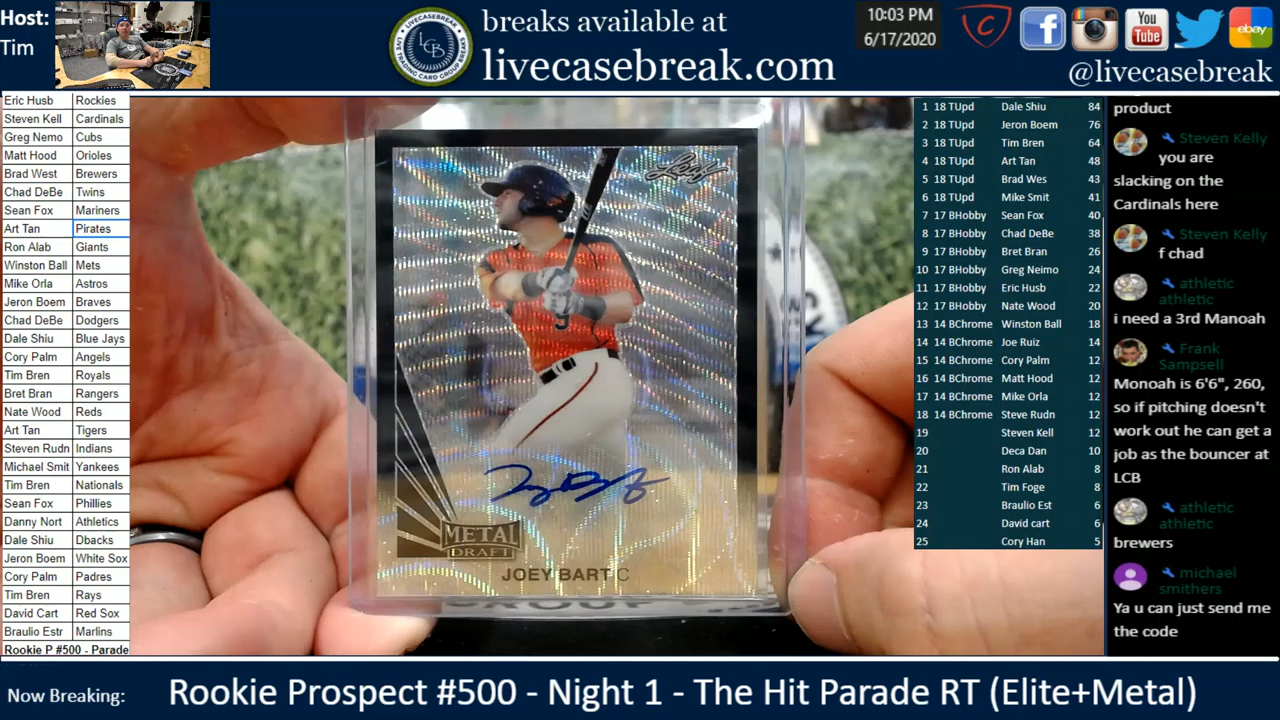 Host:
Tim
LIVECASEBREAK.COM
LCB
LIVE TRADING CARD GROUP BREAKS
breaks available at
livecasebreak.com
10:03 PM
6/17/2020
You
Tube
ebay
@livecasebreak
Eric Husb Rockies
Steven Kell Cardinals
Greg Nemo Cubs
Matt Hood Orioles
Brad West Brewers
Chad DeBe Twins
Sean Fox Mariners
Art Tan Pirates
Ron Alab Giants
Winston Ball Mets
Mike Orla Astros
Jeron Boem Braves
Chad DeBe Dodgers
Dale Shiu Blue Jays
Cory Palm Angels
Tim Bren Royals
Bret Bran Rangers
Nate Wood Reds
Art Tan Tigers
Steven Rudn Indians
Michael Smit Yankees
Tim Bren Nationals
Sean Fox Phillies
Danny Nort Athletics
Dale Shiu Dbacks
Jeron Boem White Sox
Cory Palm Padres
Tim Bren Rays
David Cart Red Sox
Braulio Estr Marlins
Rookie P #500 - Parade
Leaf
METAL
DRAFT
JOEY BART C
1 18 TUpd Dale Shiu 84
2 18 TUpd Jeron Boem 76
3 18 TUpd Tim Bren 64
4 18 TUpd Art Tan 48
5 18 TUpd Brad Wes 43
6 18 TUpd Mike Smit 41
7 17 BHobby Sean Fox 40
8 17 BHobby Chad DeBe 38
9 17 BHobby Bret Bran 26
10 17 BHobby Greg Neimo 24
11 17 BHobby Eric Husb 22
12 17 BHobby Nate Wood 20
13 14 BChrome Winston Ball 18
14 14 BChrome Joe Ruiz 14
15 14 BChrome Cory Palm 12
16 14 BChrome Matt Hood 12
17 14 BChrome Mike Orla 12
18 14 BChrome Steve Rudn 12
19 Steven Kell 12
20 Deca Dan 10
21 Ron Alab 8
22 Tim Foge 8
23 Braulio Est 6
24 David cart 6
25 Cory Han 5
product
Steven Kelly
you are
slacking on the
Cardinals here
Steven Kelly
f chad
athletic
athletic
i need a 3rd Manoah
Frank
Sampsell
Monoah is 6'6", 260,
so if pitching doesn't
work out he can get a
job as the bouncer at
LCB
athletic
athletic
brewers
michael
smithers
Ya u can just send me
the code
Now Breaking:
Rookie Prospect #500 - Night 1 - The Hit Parade RT (Elite+Metal)